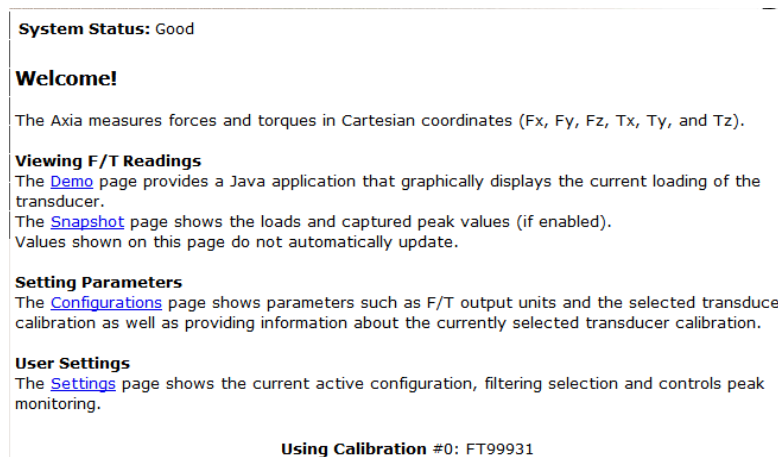 System Status: Good
Welcome!
The Axia measures forces and torques in Cartesian coordinates (Fx, Fy, Fz, Tx, Ty, and Tz).
Viewing F/T Readings
The Demo page provides a Java application that graphically displays the current loading of the
transducer.
The Snapshot page shows the loads and captured peak values (if enabled).
Values shown on this page do not automatically update.
Setting Parameters
The Configurations page shows parameters such as F/T output units and the selected transduce
calibration as well as providing information about the currently selected transducer calibration.
User Settings
The Settings page shows the current active configuration, filtering selection and controls peak
monitoring.
Using Calibration #0: FT99931